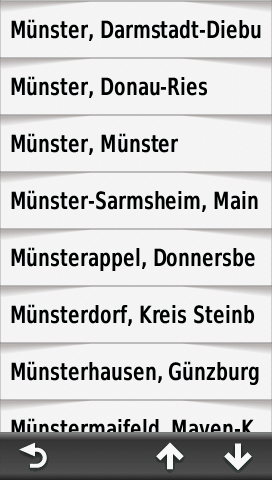 Münster, Darmstadt-Diebu
Münster, Donau-Ries
Münster, Münster
Münster-Sarmsheim, Main
Münsterappel, Donnersbe
Münsterdorf, Kreis Steinb
Münsterhausen, Günzburg
Münstermaifeld, Mayen-K